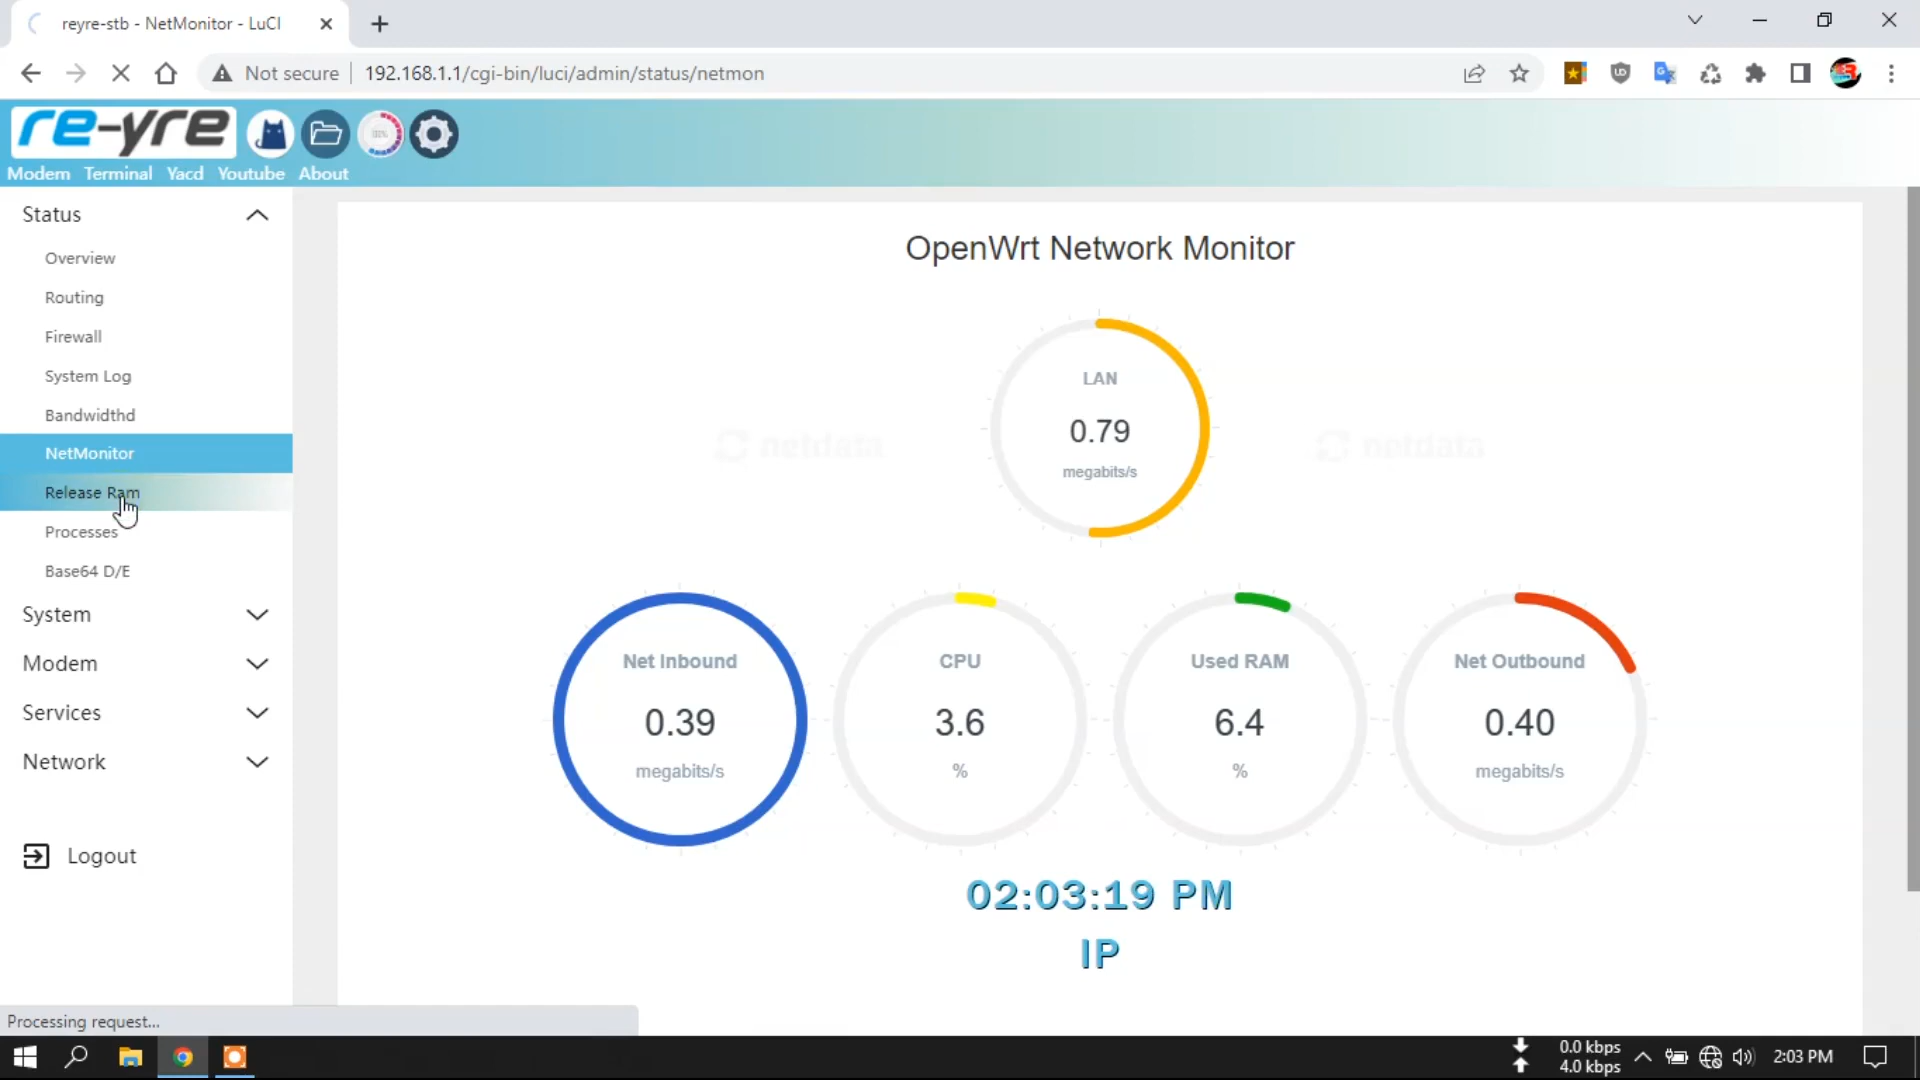 reyre-stb - NetMonitor - LuCI
Not secure
192.168.1.1/cgi-bin/luci/admin/status/netmon
re-yre
Modem Terminal Yacd Youtube About
Status
Overview
Routing
Firewall
System Log
Bandwidthd
NetMonitor
Release Ram
Processes
Base64 D/E
System
Modem
Services
Network
Logout
OpenWrt Network Monitor
LAN
0.79
megabits/s
netdata
netdata
Net Inbound
0.39
megabits/s
CPU
3.6
%
Used RAM
6.4
%
Net Outbound
0.40
megabits/s
02:03:19 PM
IP
Processing request...
0.0 kbps
4.0 kbps
2:03 PM